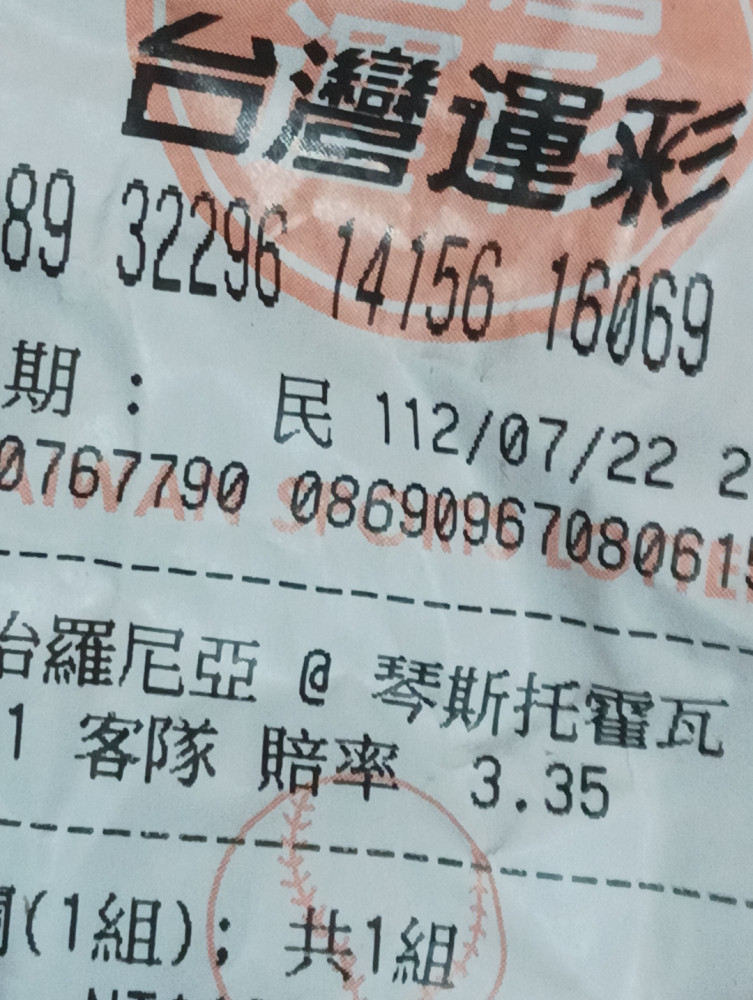 台灣運彩
89 32296 14156 16069
期 : 民 112/07/22 2
0767790 0869096708061
羅尼亞 @ 琴斯托霍瓦
1 客隊 賠率 3.35
(1組); 共1組